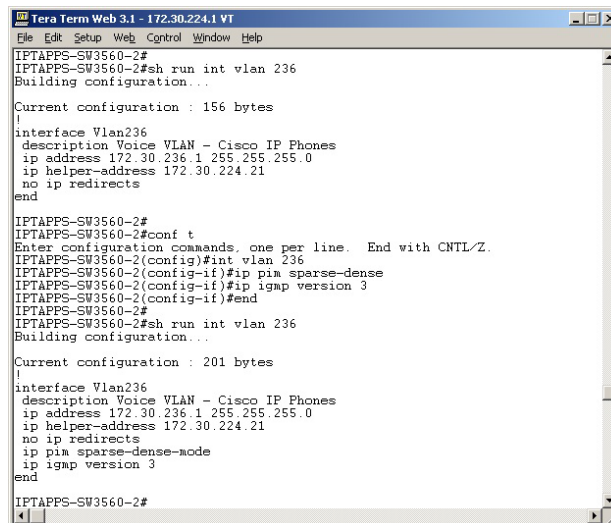 Tera Term Web 3.1 - 172.30.224.1 VT
File Edit Setup Web Control Window Help
IPTAPPS-SW3560-2#
IPTAPPS-SW3560-2#sh run int vlan 236
Building configuration...

Current configuration : 156 bytes
!
interface Vlan236
 description Voice VLAN - Cisco IP Phones
 ip address 172.30.236.1 255.255.255.0
 ip helper-address 172.30.224.21
 no ip redirects
end

IPTAPPS-SW3560-2#
IPTAPPS-SW3560-2#conf t
Enter configuration commands, one per line.  End with CNTL/Z.
IPTAPPS-SW3560-2(config)#int vlan 236
IPTAPPS-SW3560-2(config-if)#ip pim sparse-dense
IPTAPPS-SW3560-2(config-if)#ip igmp version 3
IPTAPPS-SW3560-2(config-if)#end
IPTAPPS-SW3560-2#
IPTAPPS-SW3560-2#sh run int vlan 236
Building configuration...

Current configuration : 201 bytes
!
interface Vlan236
 description Voice VLAN - Cisco IP Phones
 ip address 172.30.236.1 255.255.255.0
 ip helper-address 172.30.224.21
 no ip redirects
 ip pim sparse-dense-mode
 ip igmp version 3
end

IPTAPPS-SW3560-2#